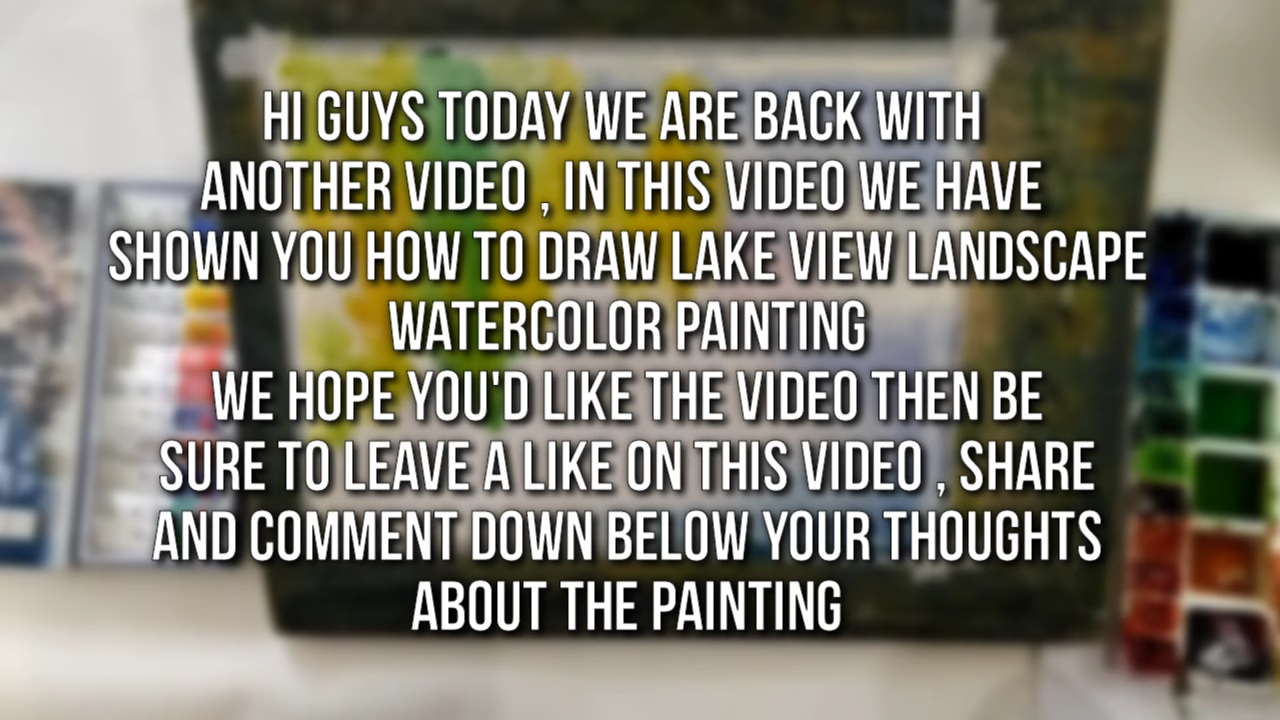 HI GUYS TODAY WE ARE BACK WITH
ANOTHER VIDEO , IN THIS VIDEO WE HAVE
SHOWN YOU HOW TO DRAW LAKE VIEW LANDSCAPE
WATERCOLOR PAINTING
WE HOPE YOU'D LIKE THE VIDEO THEN BE
SURE TO LEAVE A LIKE ON THIS VIDEO , SHARE
AND COMMENT DOWN BELOW YOUR THOUGHTS
ABOUT THE PAINTING